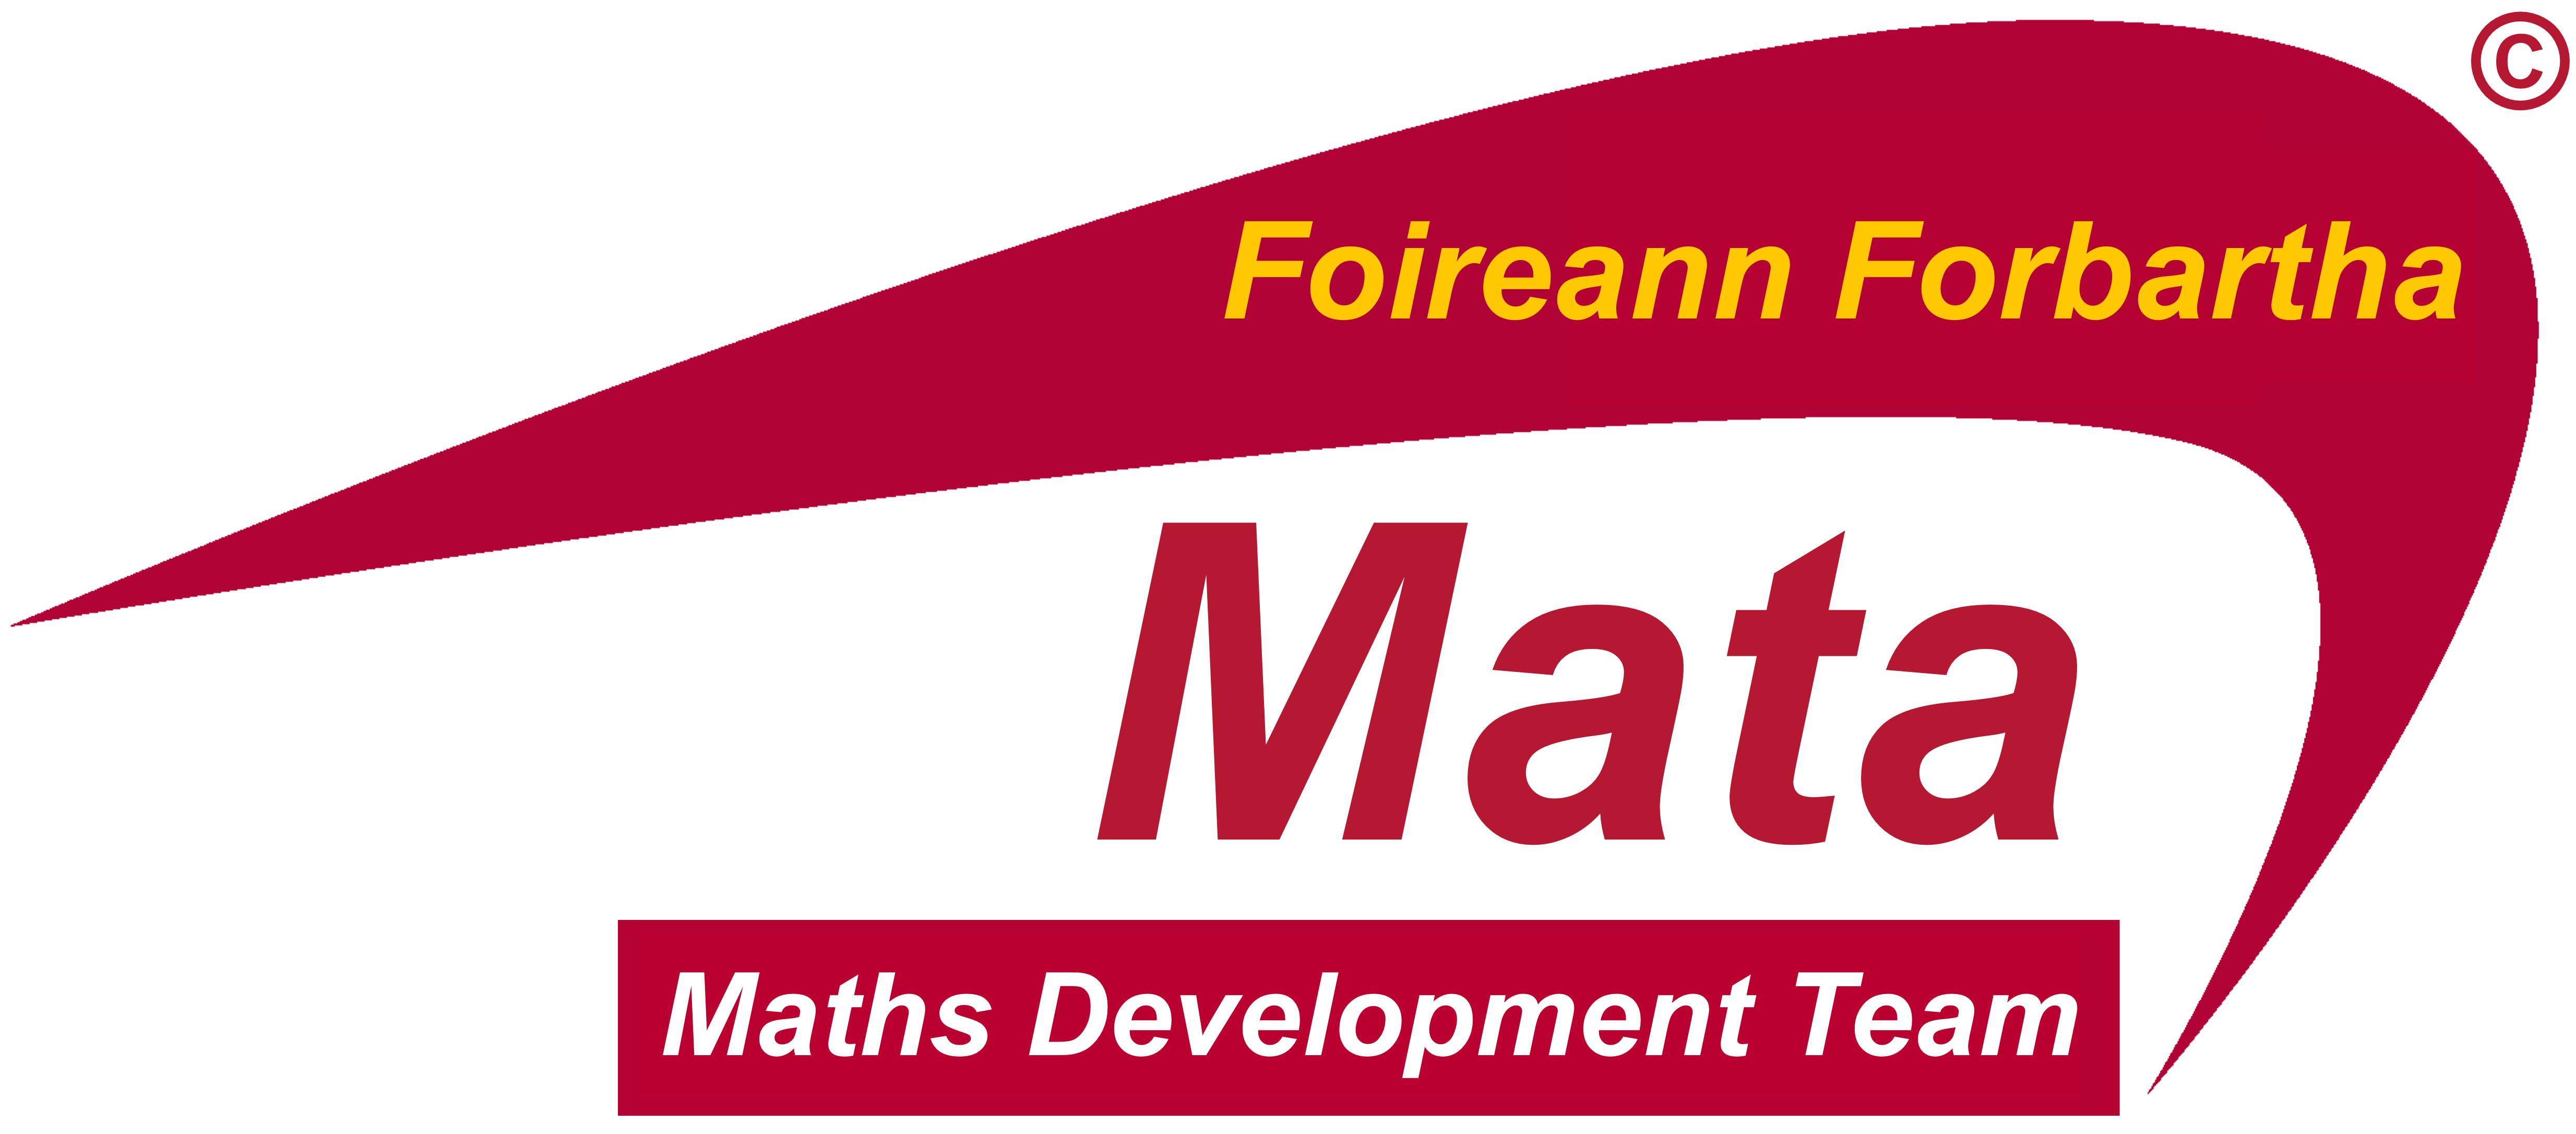 ©
Foireann Forbartha
Mata
Maths Development Team